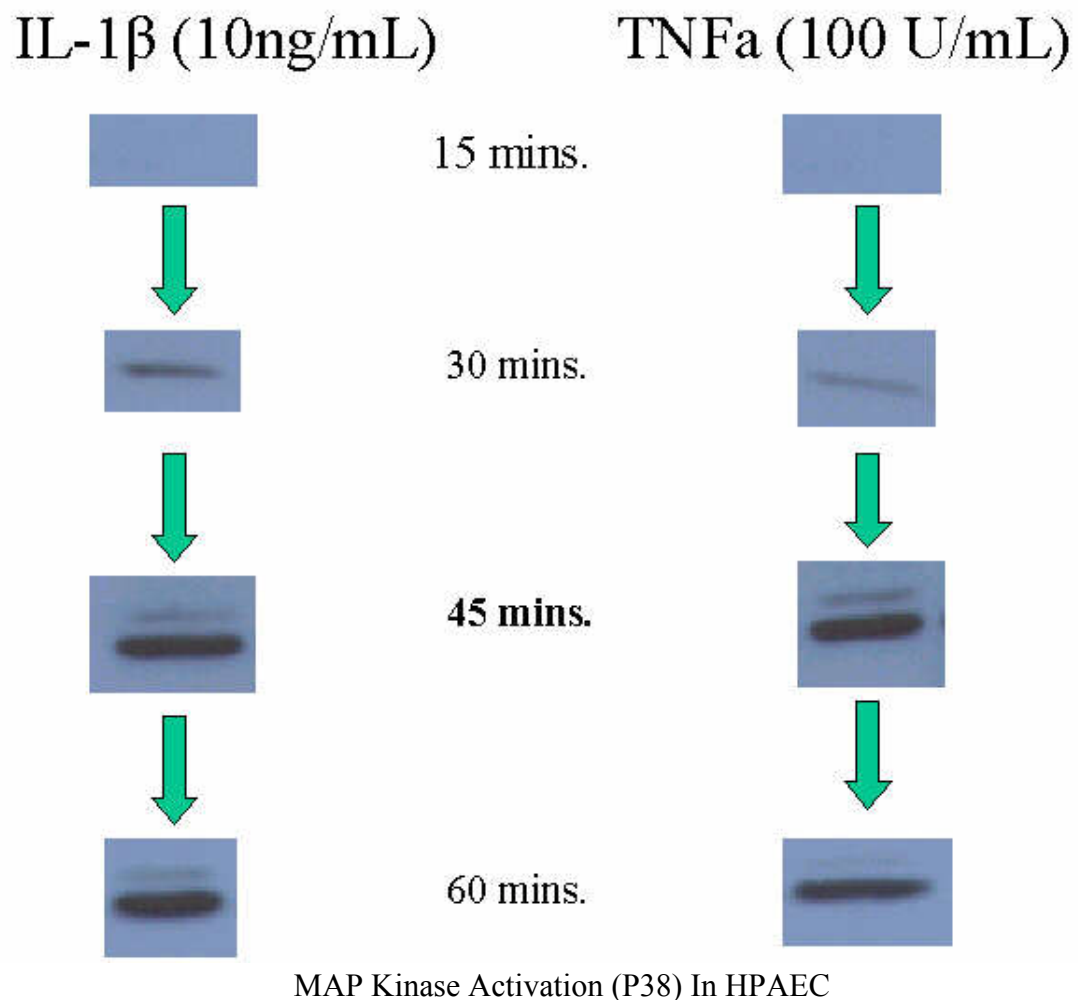 IL-1β (10ng/mL) TNFa (100 U/mL)
15 mins.
30 mins.
45 mins.
60 mins.
MAP Kinase Activation (P38) In HPAEC